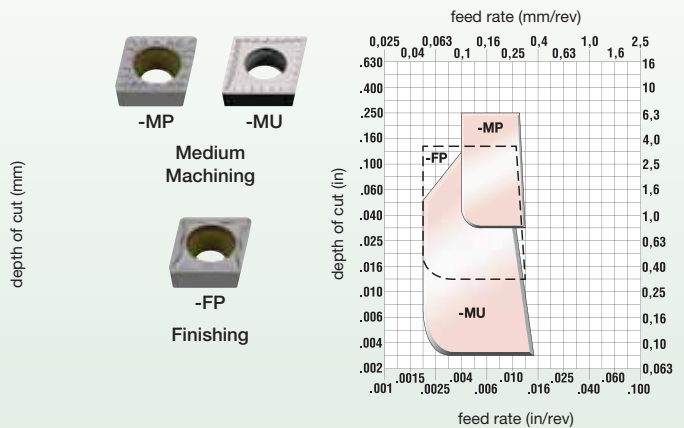 feed rate (mm/rev)
0,025 0,063 0,16 0,4 1,0 2,5
0,04 0,1 0,25 0,63 1,6
-MP -MU
Medium
Machining
-FP
Finishing
depth of cut (mm)
depth of cut (in)
.630
.400
.250
.160
.100
.060
.040
.025
.016
.010
.006
.004
.002
-MP
-FP
-MU
16
10
6,3
4,0
2,5
1,6
1,0
0,63
0,40
0,25
0,16
0,10
0,063
.0015 .004 .010 .025 .060
.001 .0025 .006 .016 .040 .100
feed rate (in/rev)